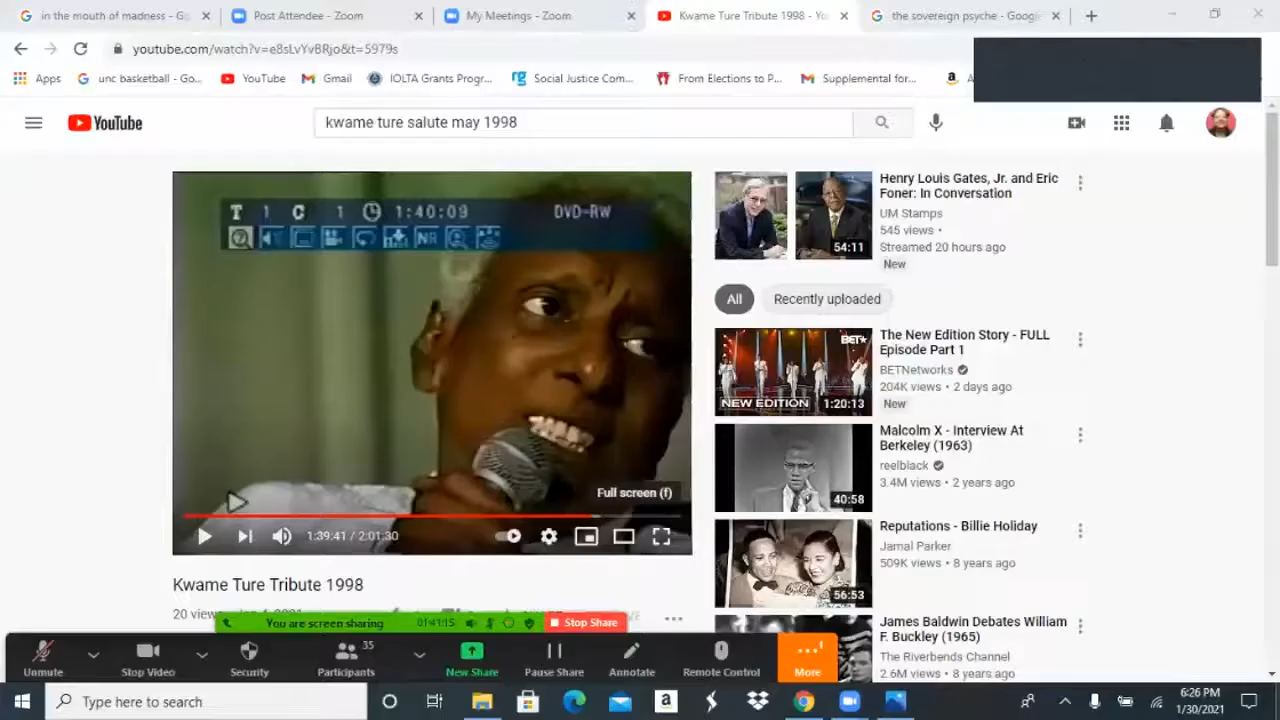 in the mouth of madness - Go
Post Attendee - Zoom
My Meetings - Zoom
Kwame Ture Tribute 1998 - Yo
the sovereign psyche - Google
youtube.com/watch?v=e8sLvYvBRjo&t=5979s
Apps
unc basketball - Go...
YouTube
Gmail
IOLTA Grants Progr...
Social Justice Com...
From Elections to P...
Supplemental for...
A
YouTube
kwame ture salute may 1998
T 1 C 1 1:40:09 DVD-RW
NR
Full screen (f)
1:39:41 / 2:01:30
Kwame Ture Tribute 1998
20 views
Henry Louis Gates, Jr. and Eric
Foner: In Conversation
UM Stamps
545 views •
Streamed 20 hours ago
New
54:11
All
Recently uploaded
BET
NEW EDITION
1:20:13
The New Edition Story - FULL
Episode Part 1
BETNetworks
204K views • 2 days ago
New
40:58
Malcolm X - Interview At
Berkeley (1963)
reelblack
3.4M views • 2 years ago
56:53
Reputations - Billie Holiday
Jamal Parker
509K views • 8 years ago
James Baldwin Debates William
F. Buckley (1965)
The Riverbends Channel
2.6M views • 8 years ago
You are screen sharing
01:41:15
Stop Share
Unmute
Stop Video
Security
35
Participants
New Share
Pause Share
Annotate
Remote Control
More
Type here to search
6:26 PM
1/30/2021